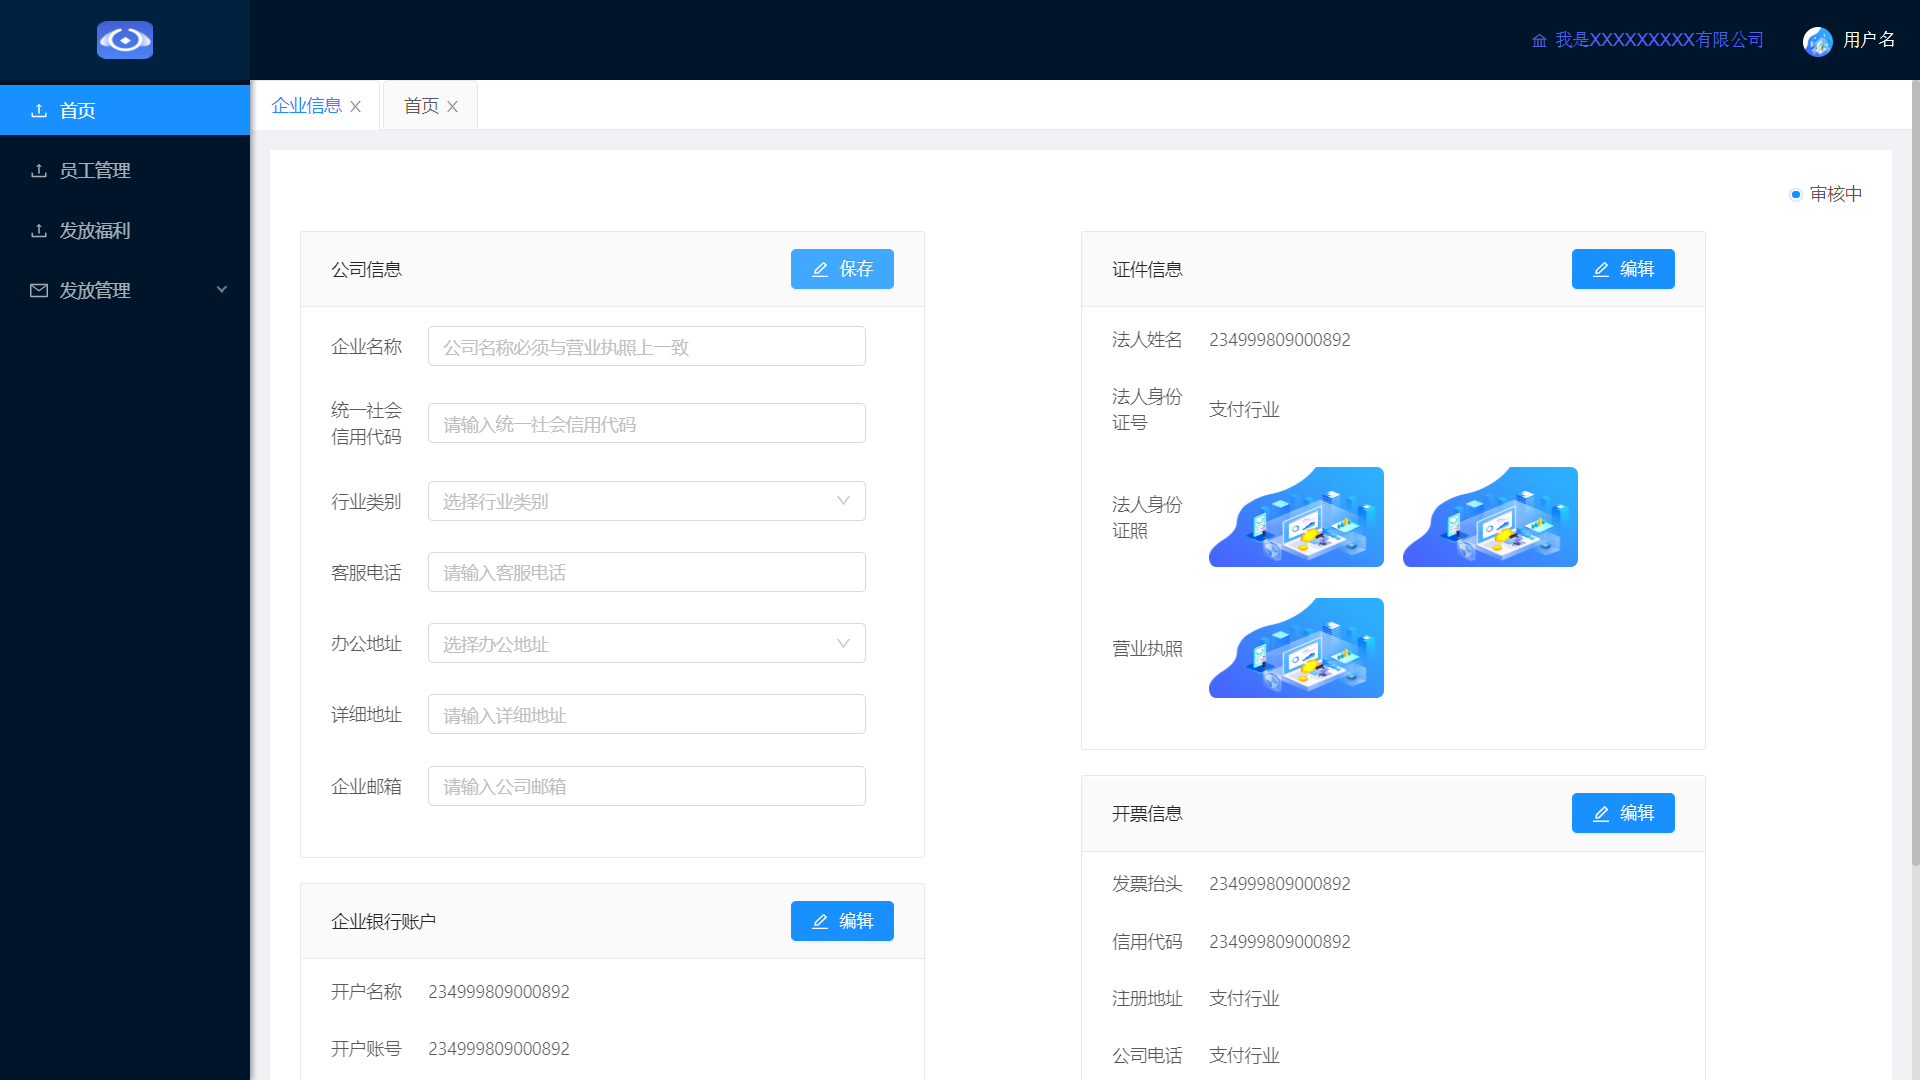 我是XXXXXXXXX有限公司
用户名
首页
员工管理
发放福利
发放管理
企业信息
首页
审核中
公司信息
保存
企业名称
公司名称必须与营业执照上一致
统一社会
信用代码
请输入统一社会信用代码
行业类别
选择行业类别
客服电话
请输入客服电话
办公地址
选择办公地址
详细地址
请输入详细地址
企业邮箱
请输入公司邮箱
企业银行账户
编辑
开户名称
234999809000892
开户账号
234999809000892
证件信息
编辑
法人姓名
234999809000892
法人身份
证号
支付行业
法人身份
证照
营业执照
开票信息
编辑
发票抬头
234999809000892
信用代码
234999809000892
注册地址
支付行业
公司电话
支付行业